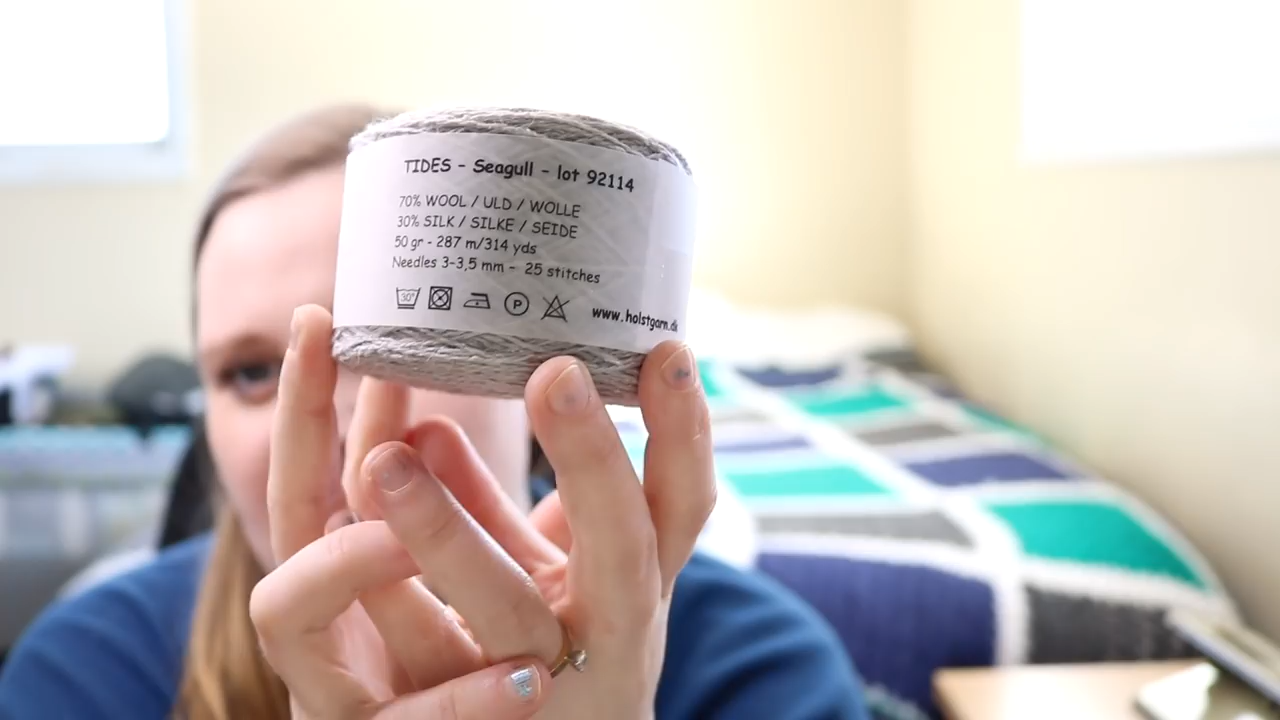 TIDES - Seagull - lot 92114
70% WOOL / ULD / WOLLE
30% SILK / SILKE / SEIDE
50 gr - 287 m/314 yds
Needles 3-3,5 mm - 25 stitches
30° P www.holstgarn.dk